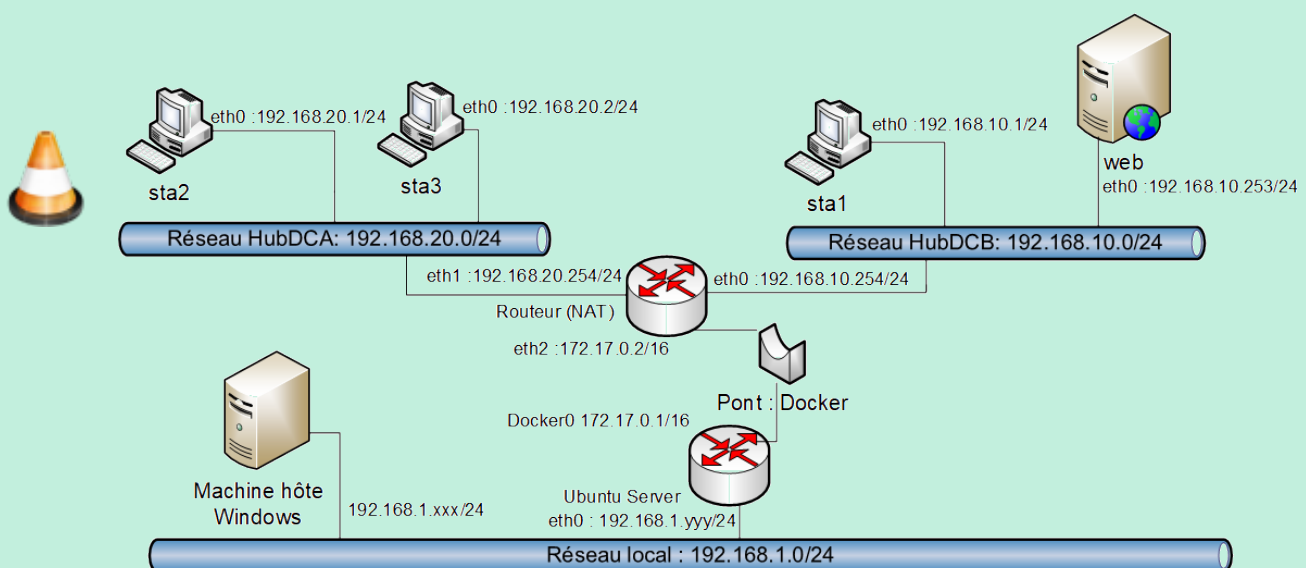 eth0 :192.168.20.1/24
eth0 :192.168.20.2/24
eth0 :192.168.10.1/24
sta2
sta3
sta1
web
eth0 :192.168.10.253/24
Réseau HubDCA: 192.168.20.0/24
Réseau HubDCB: 192.168.10.0/24
eth1 :192.168.20.254/24
eth0 :192.168.10.254/24
Routeur (NAT)
eth2 :172.17.0.2/16
Pont : Docker
Docker0 172.17.0.1/16
Machine hôte
Windows
192.168.1.xxx/24
Ubuntu Server
eth0 : 192.168.1.yyy/24
Réseau local : 192.168.1.0/24